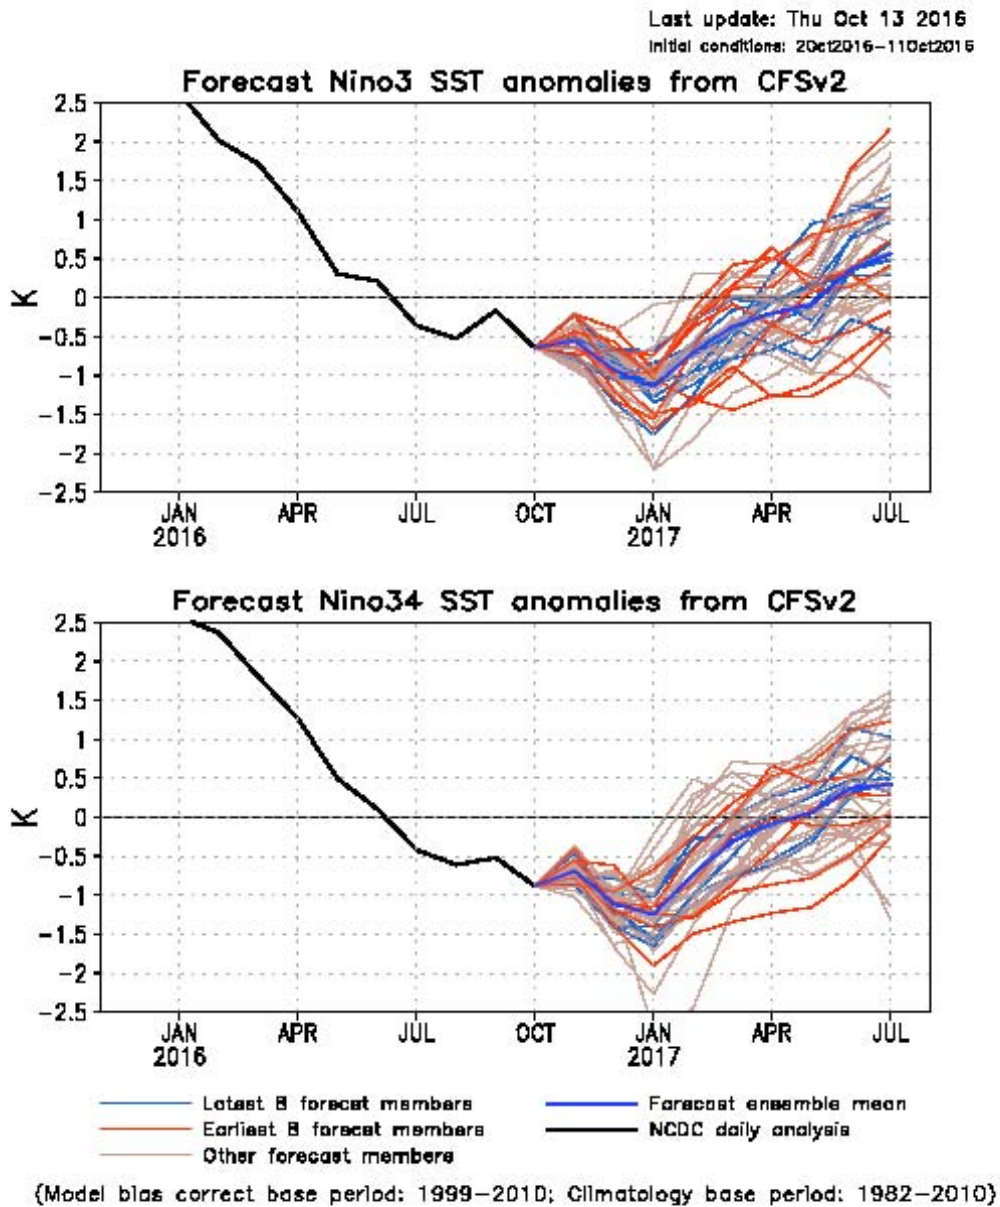 Last update: Thu Oct 13 2016
Initial conditions: 2Oct2016-11Oct2016
Forecast Nino3 SST anomalies from CFSv2
2.5
2
1.5
1
0.5
0
-0.5
-1
-1.5
-2
-2.5
K
JAN APR JUL OCT JAN APR JUL
2016 2017
Forecast Nino34 SST anomalies from CFSv2
2.5
2
1.5
1
0.5
0
-0.5
-1
-1.5
-2
-2.5
K
JAN APR JUL OCT JAN APR JUL
2016 2017
Latest 8 forecast members
Earliest 8 forecast members
Other forecast members
Forecast ensemble mean
NCDC daily analysis
(Model bias correct base period: 1999-2010; Climatology base period: 1982-2010)